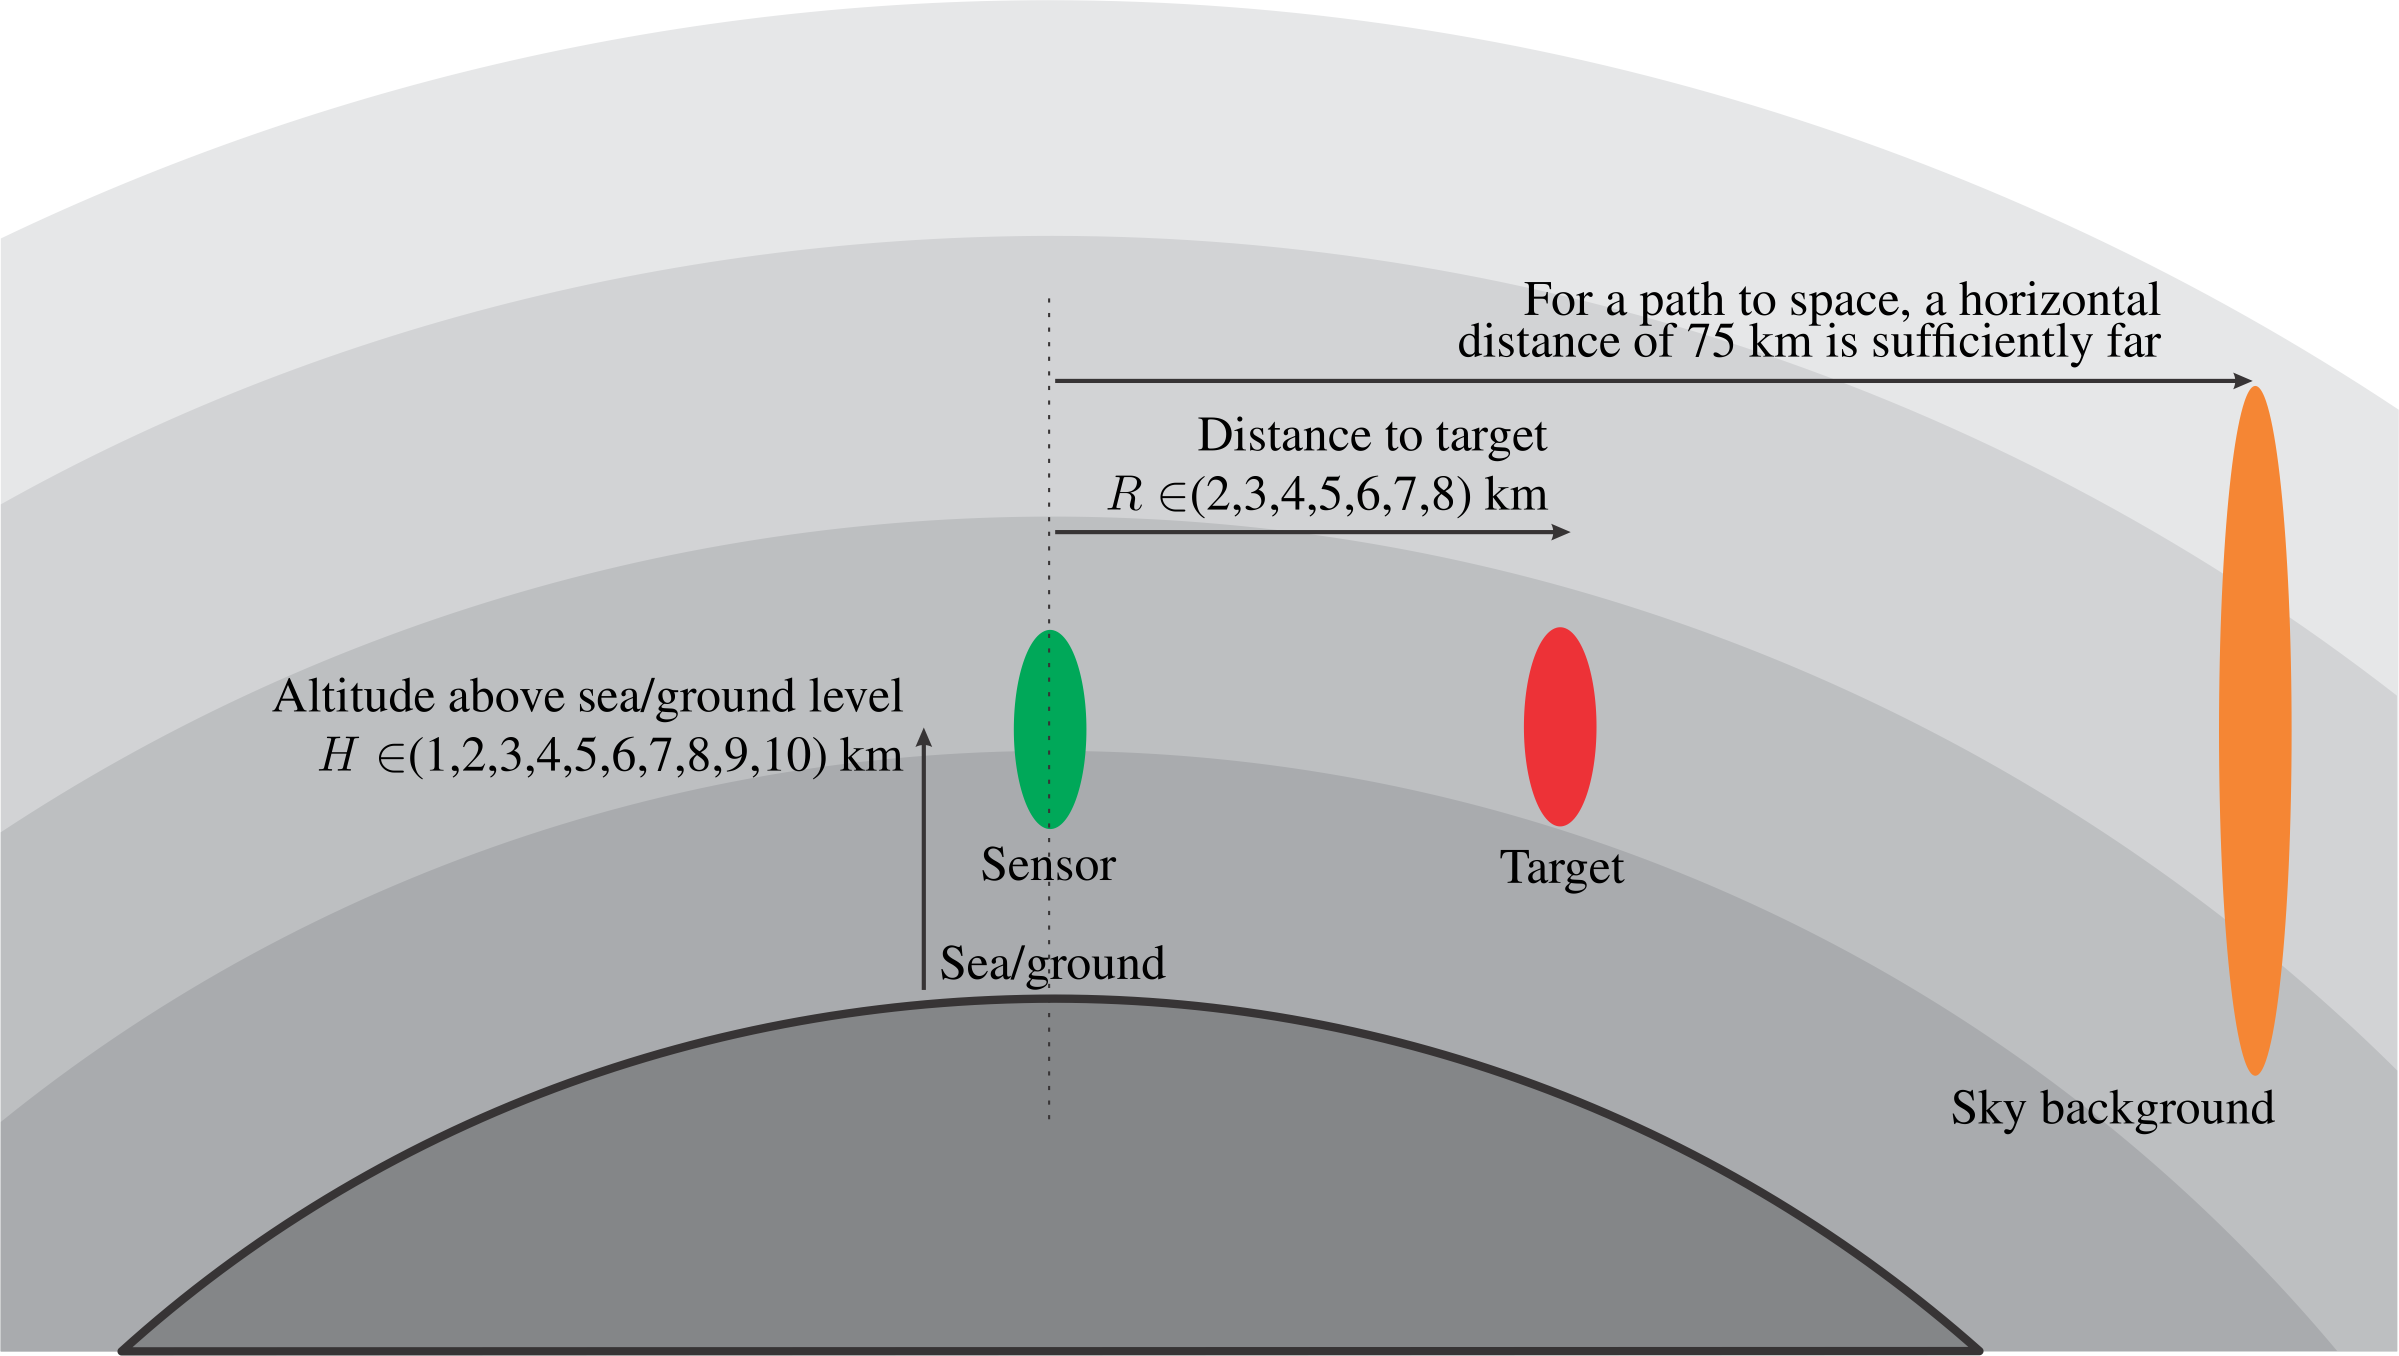 For a path to space, a horizontal
distance of 75 km is sufficiently far
Distance to target
R ∈(2,3,4,5,6,7,8) km
Altitude above sea/ground level
H ∈(1,2,3,4,5,6,7,8,9,10) km
Sensor
Target
Sea/ground
Sky background